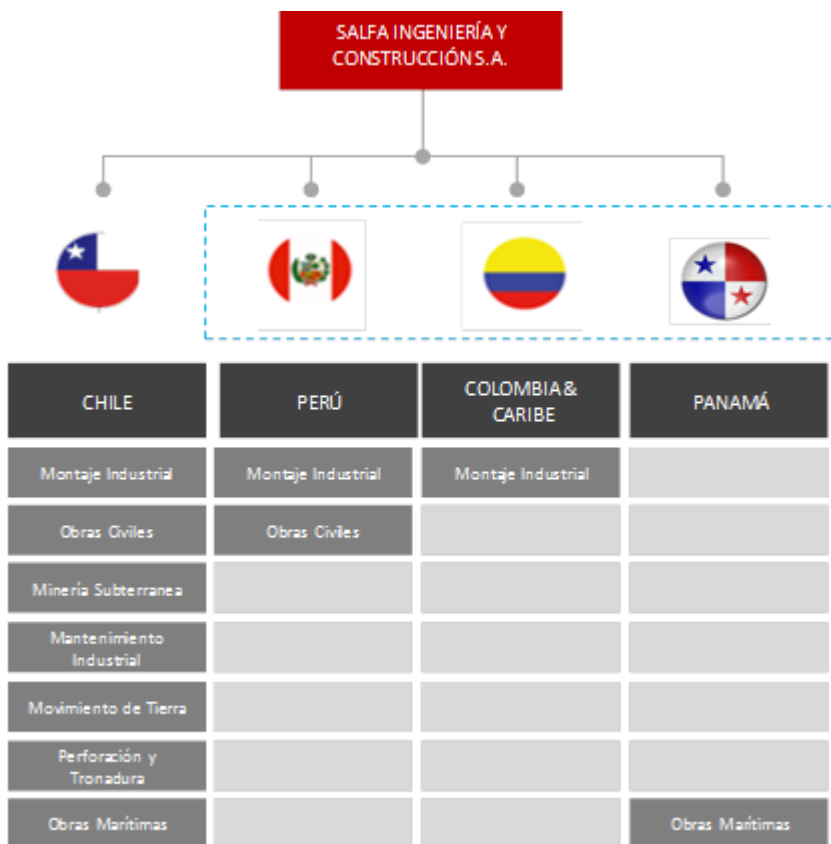 SALFA INGENIERÍA Y
CONSTRUCCIÓN S.A.
CHILE
PERÚ
COLOMBIA &
CARIBE
PANAMÁ
Montaje Industrial
Montaje Industrial
Montaje Industrial
Obras Civiles
Obras Civiles
Minería Subterranea
Mantenimiento
Industrial
Movimiento de Tierra
Perforación y
Tronadura
Obras Marítimas
Obras Marítimas